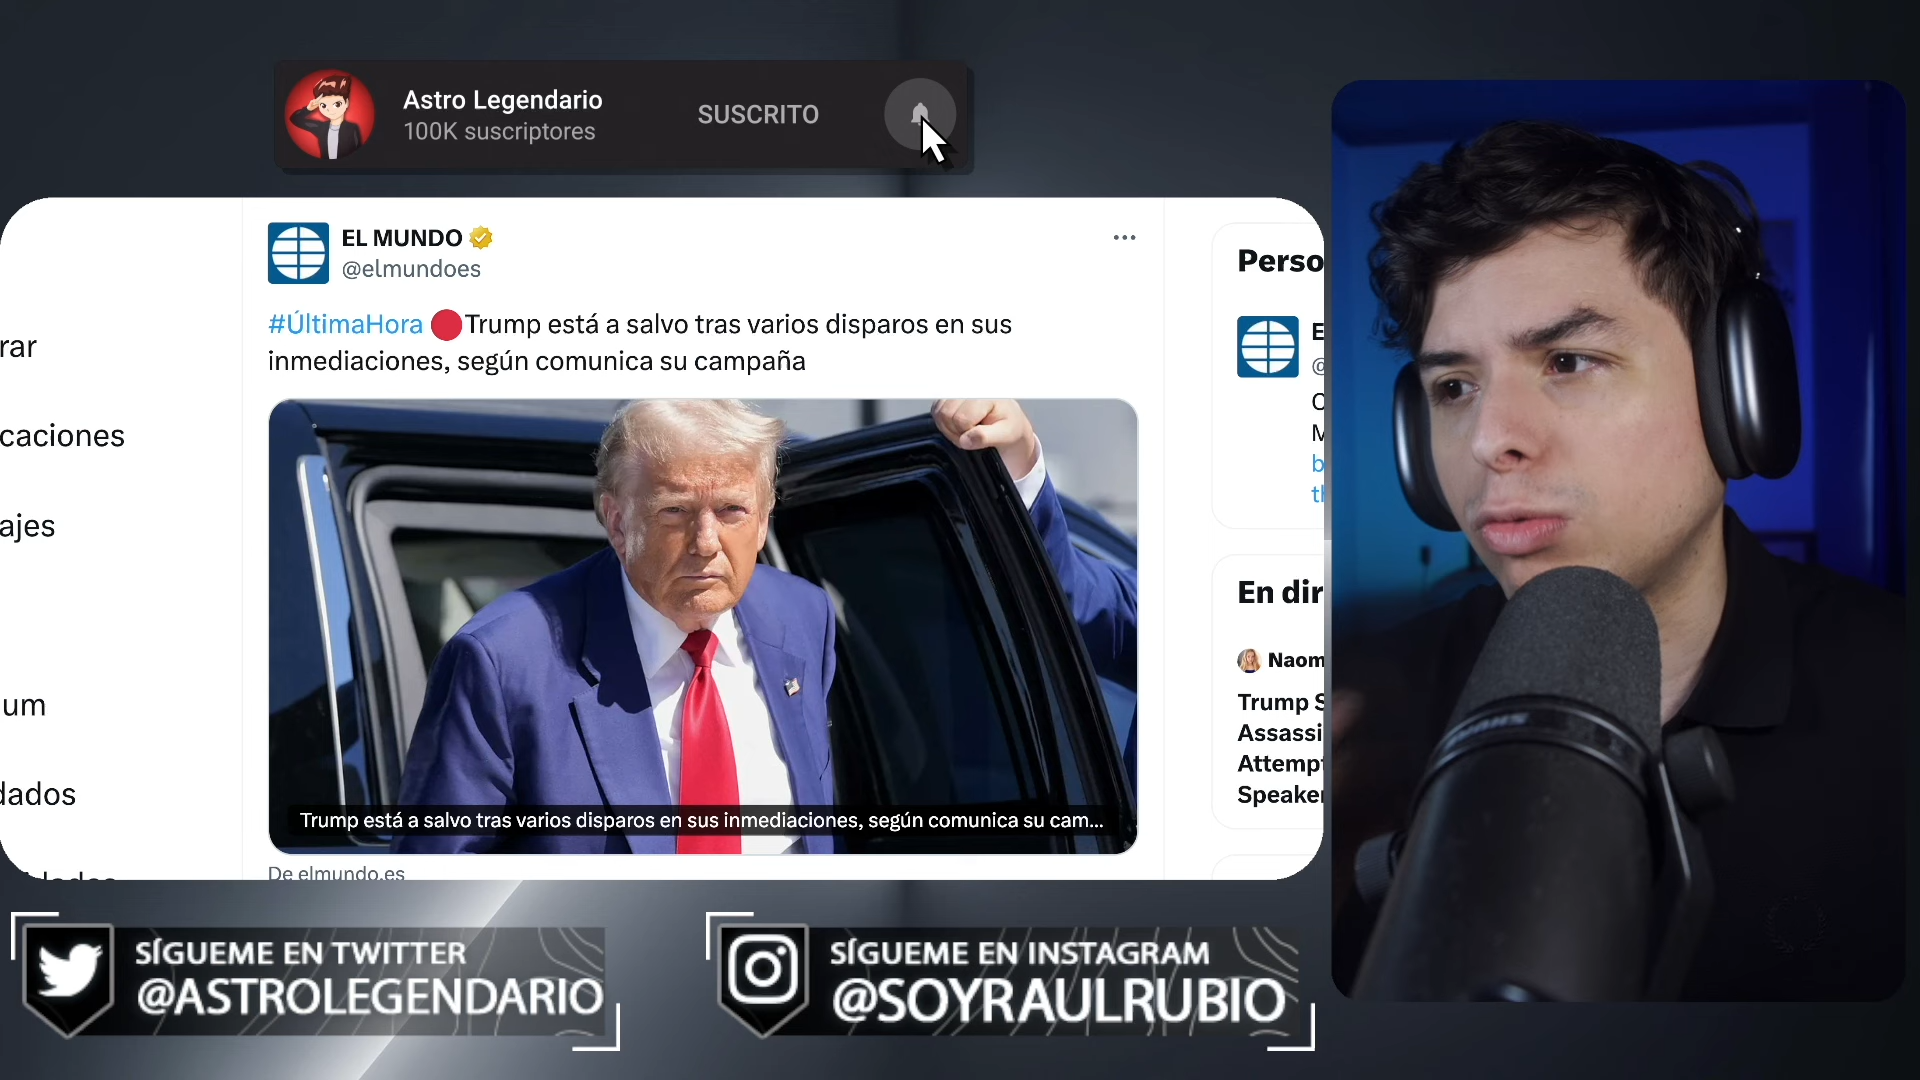 Astro Legendario
100K suscriptores
SUSCRITO
EL MUNDO
@elmundoes
#ÚltimaHora 🔴Trump está a salvo tras varios disparos en sus
inmediaciones, según comunica su campaña
Trump está a salvo tras varios disparos en sus inmediaciones, según comunica su cam...
De elmundo.es
rar
caciones
ajes
um
dados
Perso
E
@
C
M
b
En dir
Naom
Trump S
Assassi
Attempt
Speaker
SHURE
SÍGUEME EN TWITTER
@ASTROLEGENDARIO
SÍGUEME EN INSTAGRAM
@SOYRAULRUBIO